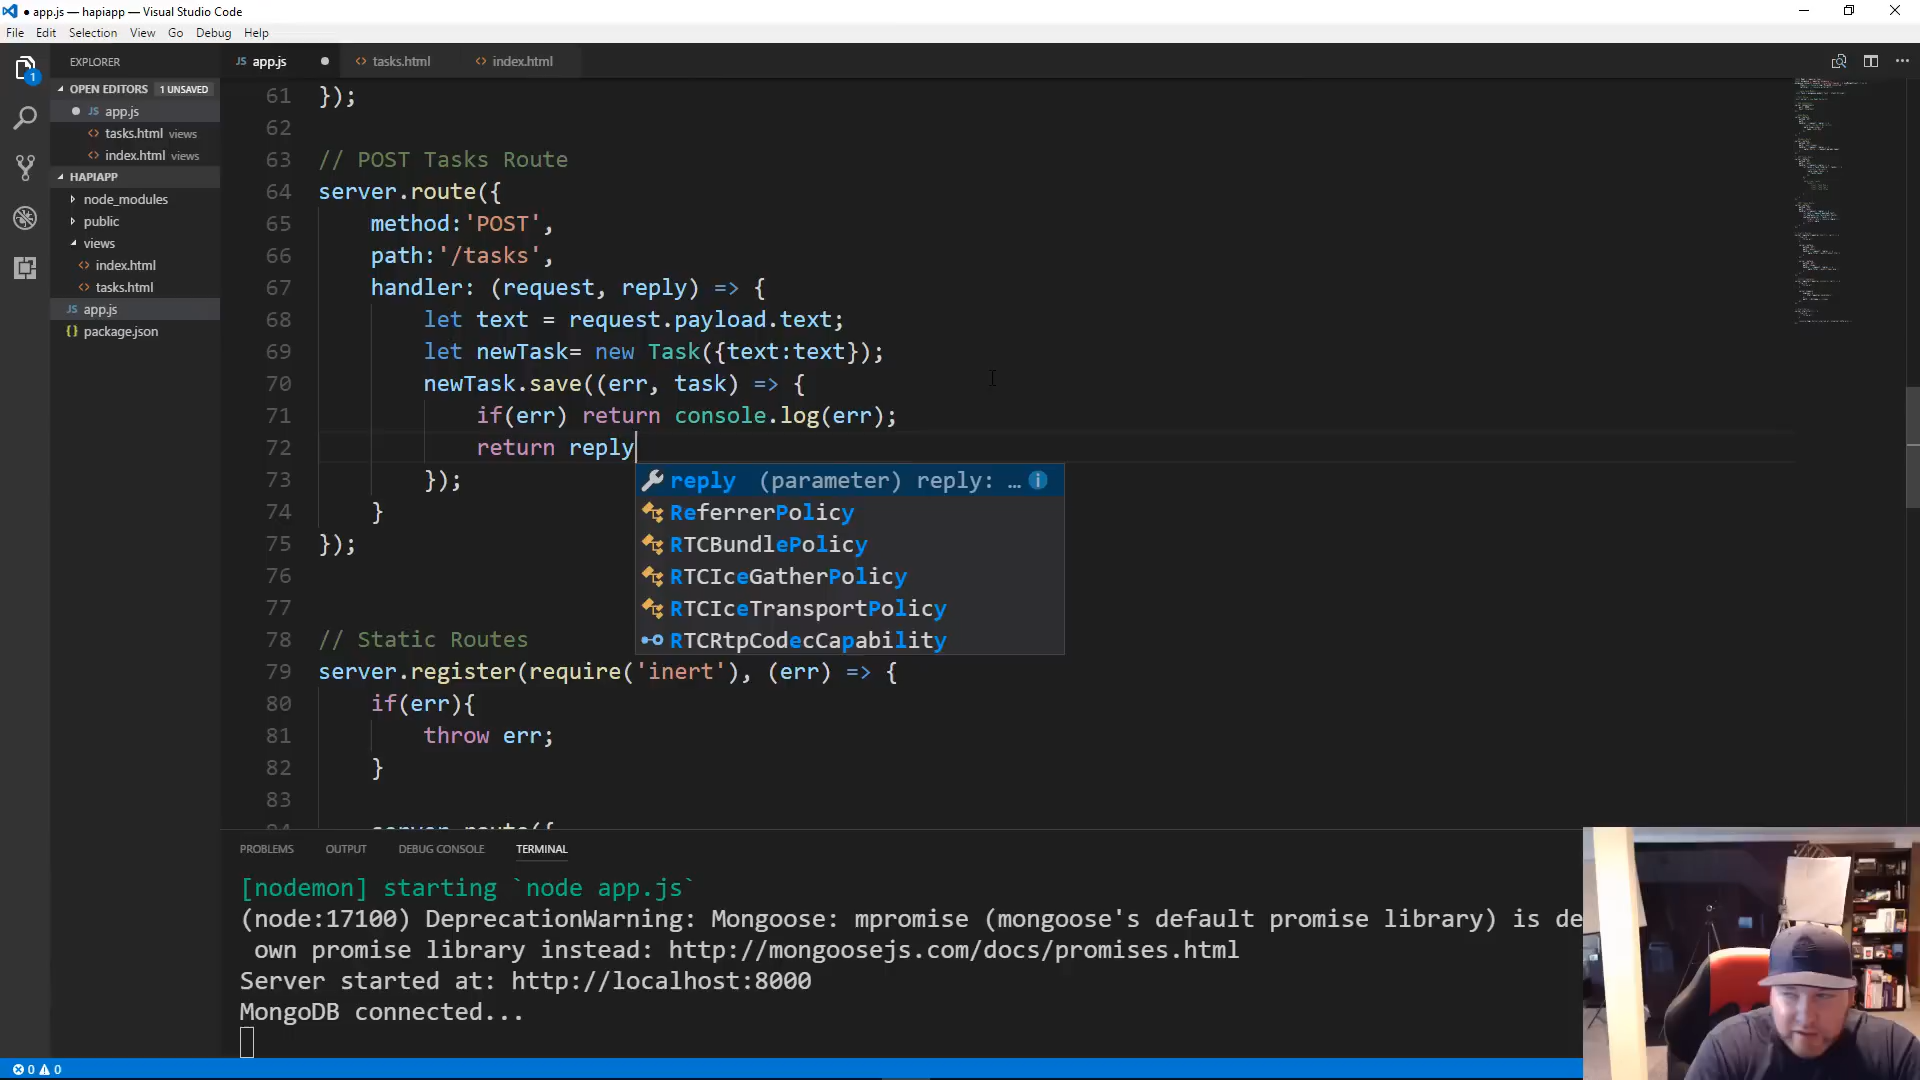 app.js — hapiapp — Visual Studio Code
File Edit Selection View Go Debug Help
EXPLORER
OPEN EDITORS 1 UNSAVED
JS app.js
<> tasks.html views
<> index.html views
HAPIAPP
node_modules
public
views
<> index.html
<> tasks.html
JS app.js
{} package.json
1
JS app.js <> tasks.html <> index.html
61 });
62
63 // POST Tasks Route
64 server.route({
65 method:'POST',
66 path:'/tasks',
67 handler: (request, reply) => {
68 let text = request.payload.text;
69 let newTask= new Task({text:text});
70 newTask.save((err, task) => {
71 if(err) return console.log(err);
72 return reply
73 });
74 }
75 });
76
77
78 // Static Routes
79 server.register(require('inert'), (err) => {
80 if(err){
81 throw err;
82 }
83
84 server.route({
reply (parameter) reply: …
ReferrerPolicy
RTCBundlePolicy
RTCIceGatherPolicy
RTCIceTransportPolicy
RTCRtpCodecCapability
PROBLEMS OUTPUT DEBUG CONSOLE TERMINAL
[nodemon] starting `node app.js`
(node:17100) DeprecationWarning: Mongoose: mpromise (mongoose's default promise library) is de
own promise library instead: http://mongoosejs.com/docs/promises.html
Server started at: http://localhost:8000
MongoDB connected...
0 0